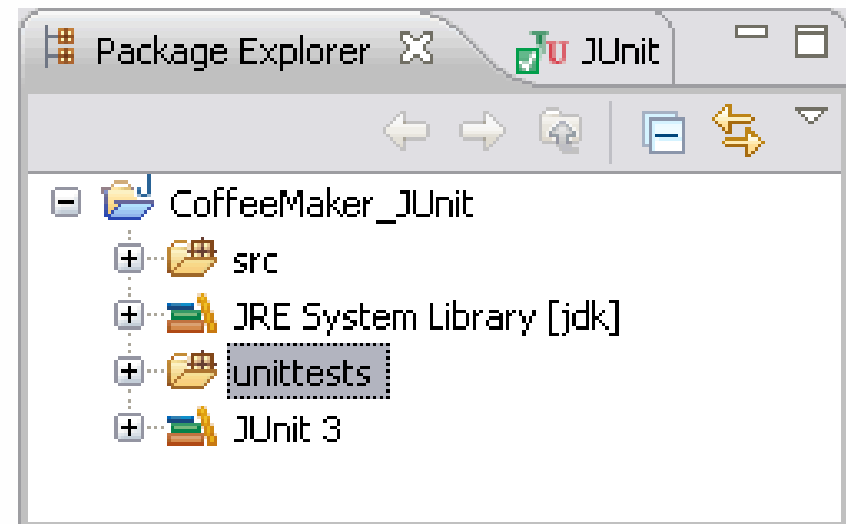 Package Explorer JUnit
CoffeeMaker_JUnit
src
JRE System Library [jdk]
unittests
JUnit 3